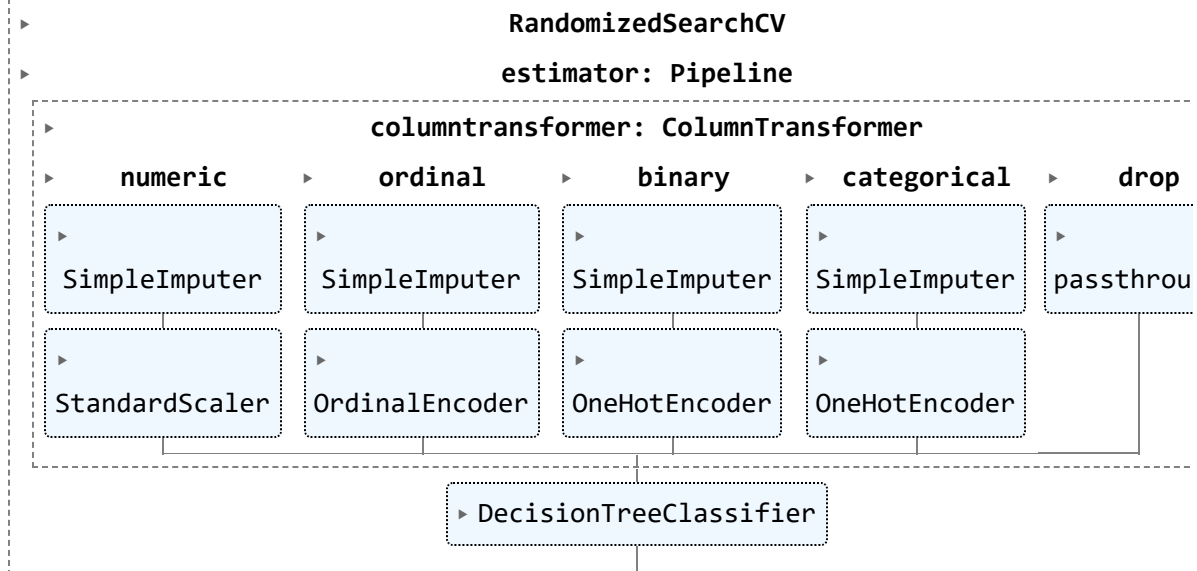 RandomizedSearchCV
estimator: Pipeline
columntransformer: ColumnTransformer
numeric ordinal binary categorical drop
SimpleImputer SimpleImputer SimpleImputer SimpleImputer passthrou
StandardScaler OrdinalEncoder OneHotEncoder OneHotEncoder
DecisionTreeClassifier